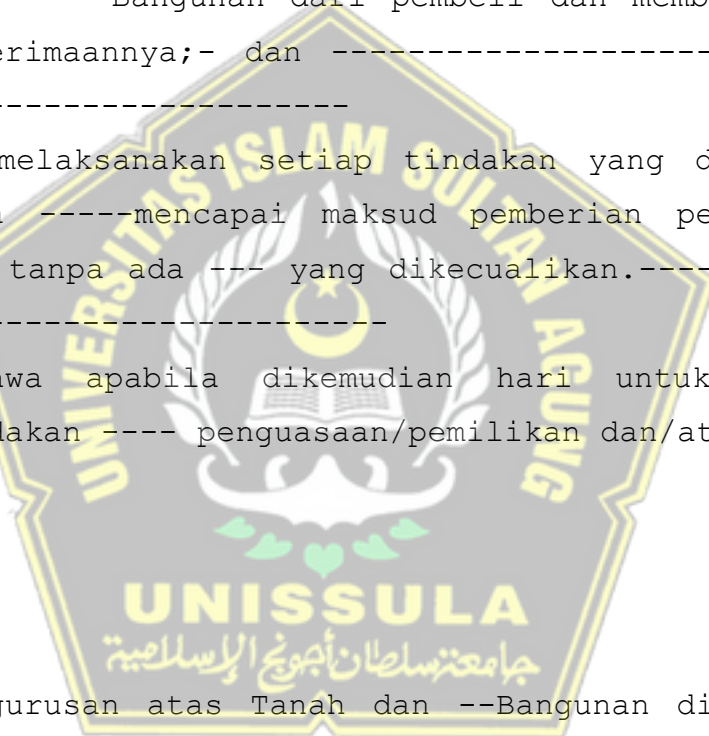 Bangunan dari pembeli dan memb
erimaannya;- dan ----------------------
-------------------
melaksanakan setiap tindakan yang d
-----mencapai maksud pemberian pe
tanpa ada --- yang dikecualikan.----
--------------------
wa apabila dikemudian hari untuk
dakan ---- penguasaan/pemilikan dan/at
UNIVERSITAS ISLAM SULTAN AGUNG
UNISSULA
جامعتنسلطان أجونج الإسلامية
gurusan atas Tanah dan --Bangunan di